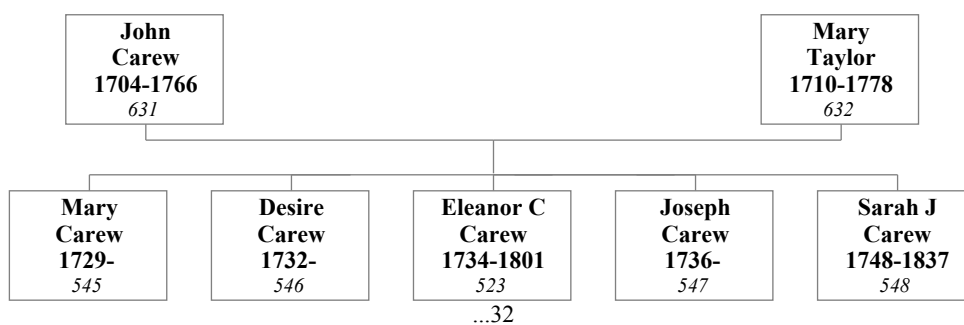 John
Carew
1704-1766
631
Mary
Taylor
1710-1778
632
Mary
Carew
1729-
545
Desire
Carew
1732-
546
Eleanor C
Carew
1734-1801
523
Joseph
Carew
1736-
547
Sarah J
Carew
1748-1837
548
...32